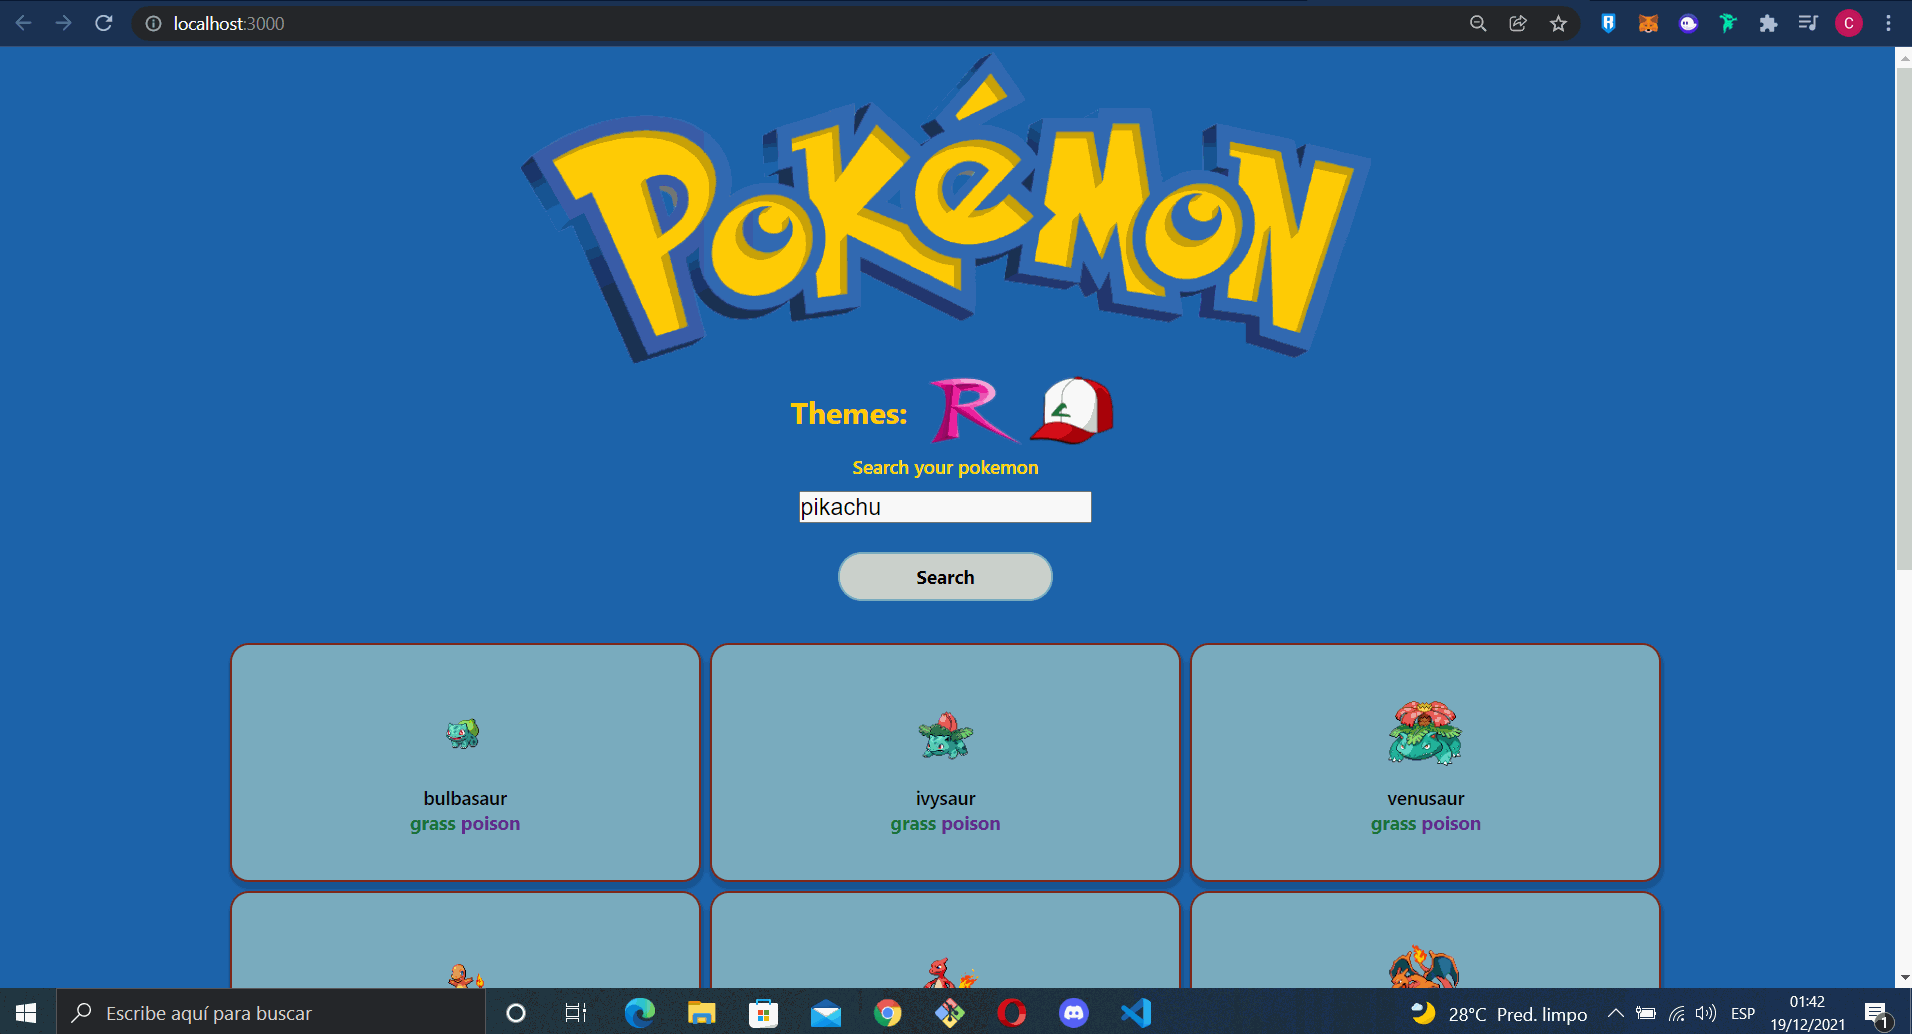 localhost:3000
C
POKéMON
Themes: R
Search your pokemon
pikachu
Search
bulbasaur
grass poison
ivysaur
grass poison
venusaur
grass poison
Escribe aquí para buscar
28°C Pred. limpo
ESP
01:42
19/12/2021
1